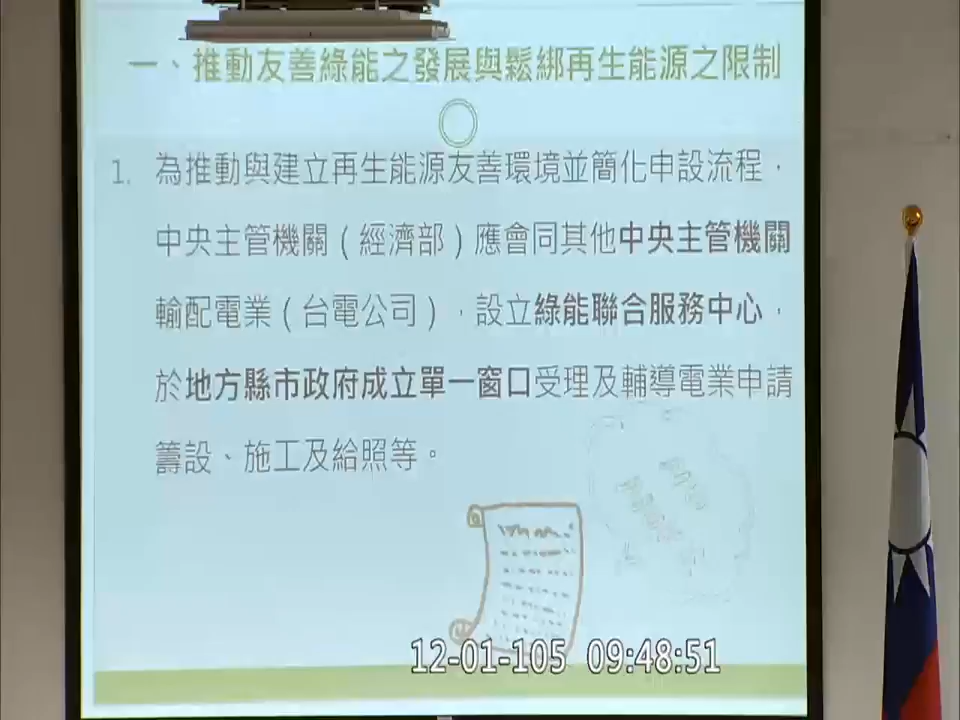 一、推動友善綠能之發展與鬆綁再生能源之限制
1. 為推動與建立再生能源友善環境並簡化申設流程，
中央主管機關（經濟部）應會同其他中央主管機關
輸配電業（台電公司），設立綠能聯合服務中心，
於地方縣市政府成立單一窗口受理及輔導電業申請
籌設、施工及給照等。
12-01-105 09:48:51